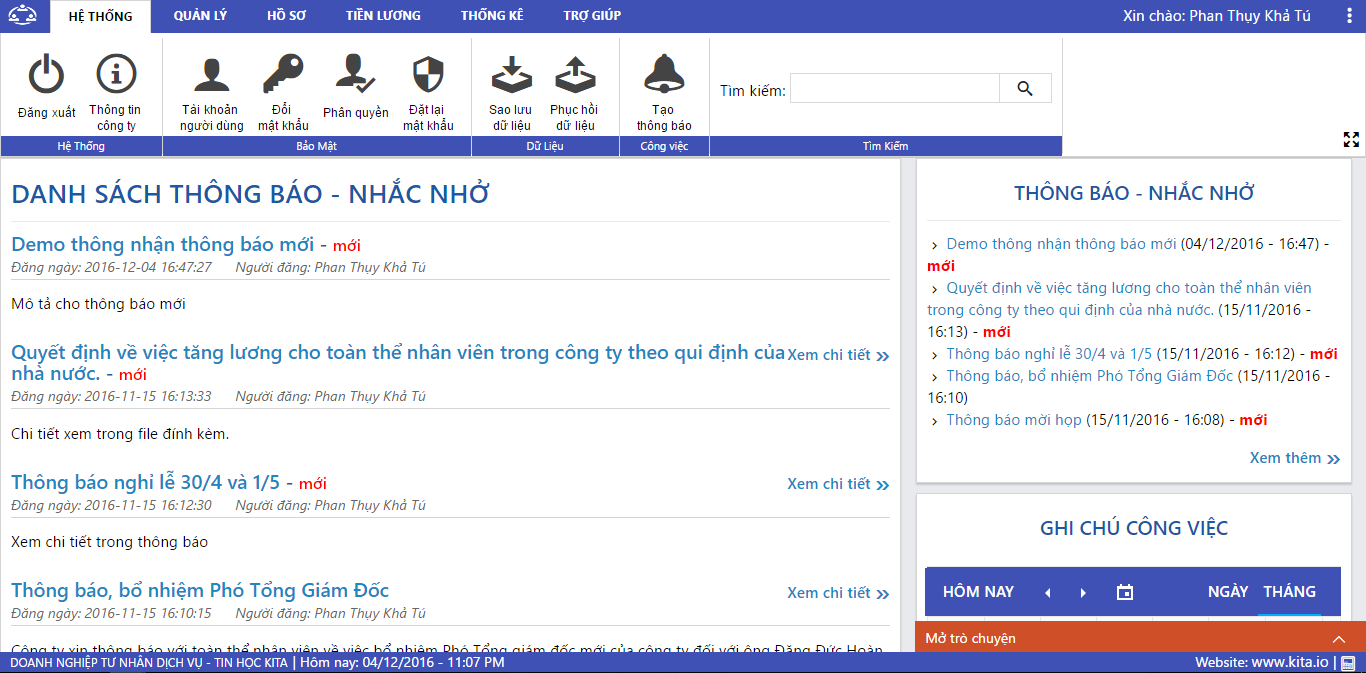 HỆ THỐNG QUẢN LÝ HỒ SƠ TIỀN LƯƠNG THỐNG KÊ TRỢ GIÚP Xin chào: Phan Thụy Khả Tú
Đăng xuất
Thông tin
công ty
Tài khoản
người dùng
Đổi
mật khẩu
Phân quyền
Đặt lại
mật khẩu
Sao lưu
dữ liệu
Phục hồi
dữ liệu
Tạo
thông báo
Tìm kiếm:
Hệ Thống Bảo Mật Dữ Liệu Công việc Tìm Kiếm
DANH SÁCH THÔNG BÁO - NHẮC NHỞ
Demo thông nhận thông báo mới - mới
Đăng ngày: 2016-12-04 16:47:27 Người đăng: Phan Thụy Khả Tú
Mô tả cho thông báo mới
Quyết định về việc tăng lương cho toàn thể nhân viên trong công ty theo qui định của
nhà nước. - mới
Xem chi tiết
Đăng ngày: 2016-11-15 16:13:33 Người đăng: Phan Thụy Khả Tú
Chi tiết xem trong file đính kèm.
Thông báo nghỉ lễ 30/4 và 1/5 - mới
Xem chi tiết
Đăng ngày: 2016-11-15 16:12:30 Người đăng: Phan Thụy Khả Tú
Xem chi tiết trong thông báo
Thông báo, bổ nhiệm Phó Tổng Giám Đốc
Xem chi tiết
Đăng ngày: 2016-11-15 16:10:15 Người đăng: Phan Thụy Khả Tú
Công ty xin thông báo với toàn thể nhân viên về việc bổ nhiệm Phó Tổng giám đốc mới của công ty đối với ông Đặng Đức Hoàn
THÔNG BÁO - NHẮC NHỞ
Demo thông nhận thông báo mới (04/12/2016 - 16:47) -
mới
Quyết định về việc tăng lương cho toàn thể nhân viên
trong công ty theo qui định của nhà nước. (15/11/2016 -
16:13) - mới
Thông báo nghỉ lễ 30/4 và 1/5 (15/11/2016 - 16:12) - mới
Thông báo, bổ nhiệm Phó Tổng Giám Đốc (15/11/2016 -
16:10)
Thông báo mời họp (15/11/2016 - 16:08) - mới
Xem thêm
GHI CHÚ CÔNG VIỆC
HÔM NAY NGÀY THÁNG
Mở trò chuyện
DOANH NGHIỆP TƯ NHÂN DỊCH VỤ - TIN HỌC KITA | Hôm nay: 04/12/2016 - 11:07 PM Website: www.kita.io |